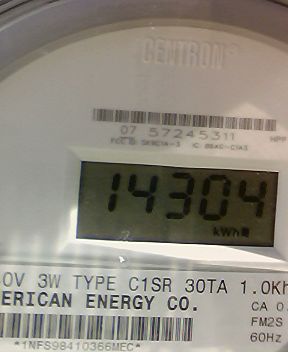 CENTRON®
07 57245311
14304
kWh
0V 3W TYPE C1SR 30TA 1.0Kh
ERICAN ENERGY CO.
CA 0.
FM2S
60Hz
*1NFS98410366MEC*